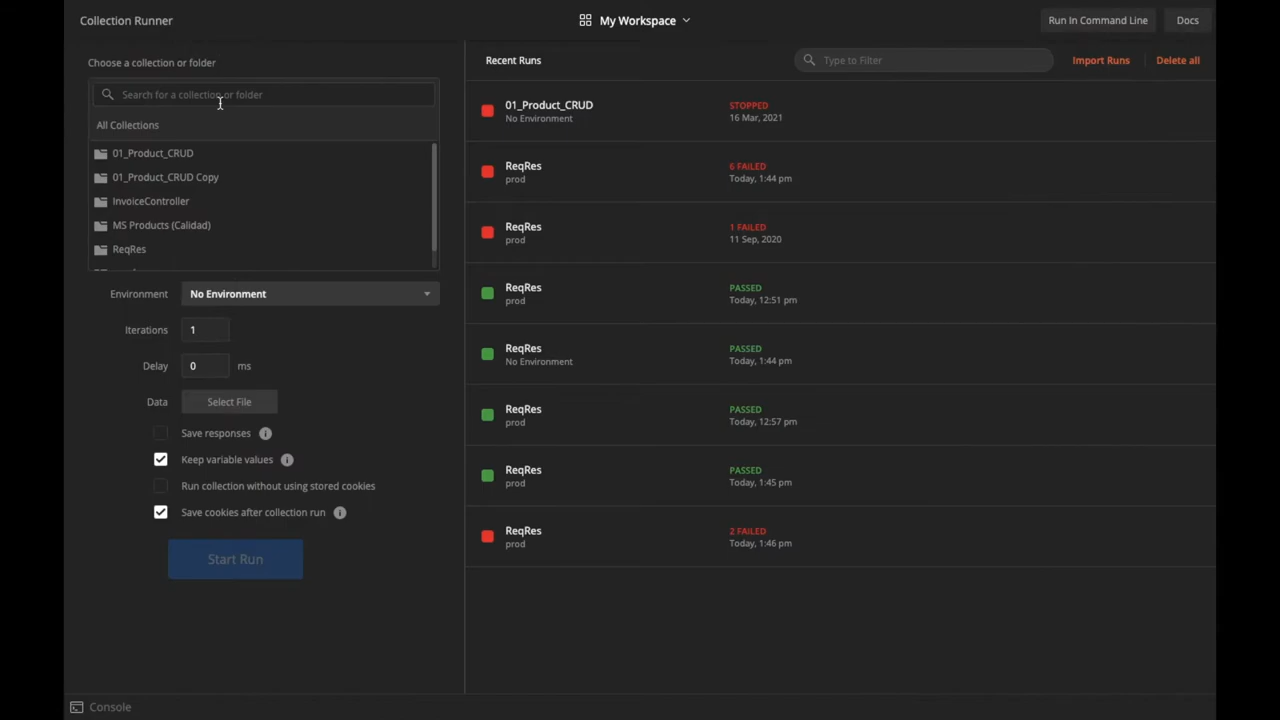 Collection Runner
My Workspace
Run In Command Line
Docs
Choose a collection or folder
Search for a collection or folder
All Collections
01_Product_CRUD
01_Product_CRUD Copy
InvoiceController
MS Products (Calidad)
ReqRes
Environment
No Environment
Iterations
1
Delay
0
ms
Data
Select File
Save responses
Keep variable values
Run collection without using stored cookies
Save cookies after collection run
Start Run
Recent Runs
Type to Filter
Import Runs
Delete all
01_Product_CRUD
No Environment
STOPPED
16 Mar, 2021
ReqRes
prod
6 FAILED
Today, 1:44 pm
ReqRes
prod
1 FAILED
11 Sep, 2020
ReqRes
prod
PASSED
Today, 12:51 pm
ReqRes
No Environment
PASSED
Today, 1:44 pm
ReqRes
prod
PASSED
Today, 12:57 pm
ReqRes
prod
PASSED
Today, 1:45 pm
ReqRes
prod
2 FAILED
Today, 1:46 pm
Console